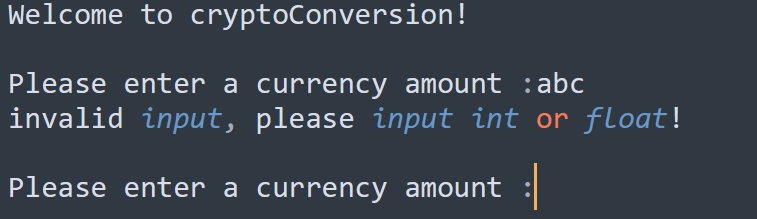 Welcome to cryptoConversion!
Please enter a currency amount :abc
invalid input, please input int or float!
Please enter a currency amount :